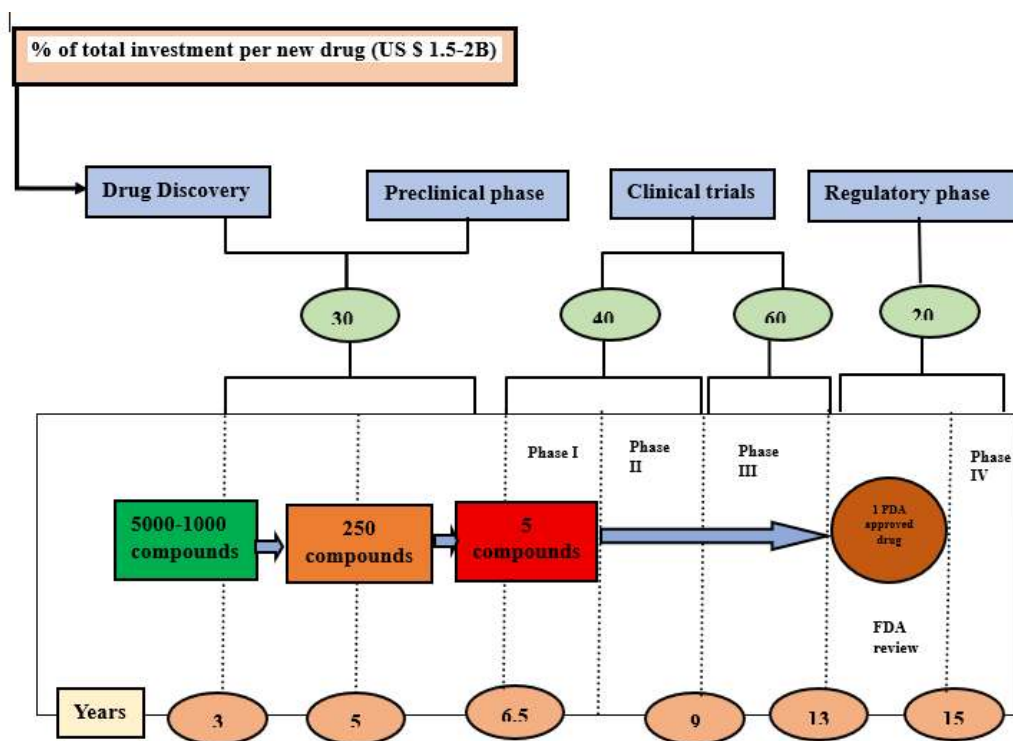 % of total investment per new drug (US $ 1.5-2B)
Drug Discovery
Preclinical phase
Clinical trials
Regulatory phase
30
40
60
20
Phase I
Phase
II
Phase
III
Phase
IV
5000-1000
compounds
250
compounds
5
compounds
1 FDA
approved
drug
FDA
review
Years
3
5
6.5
9
13
15